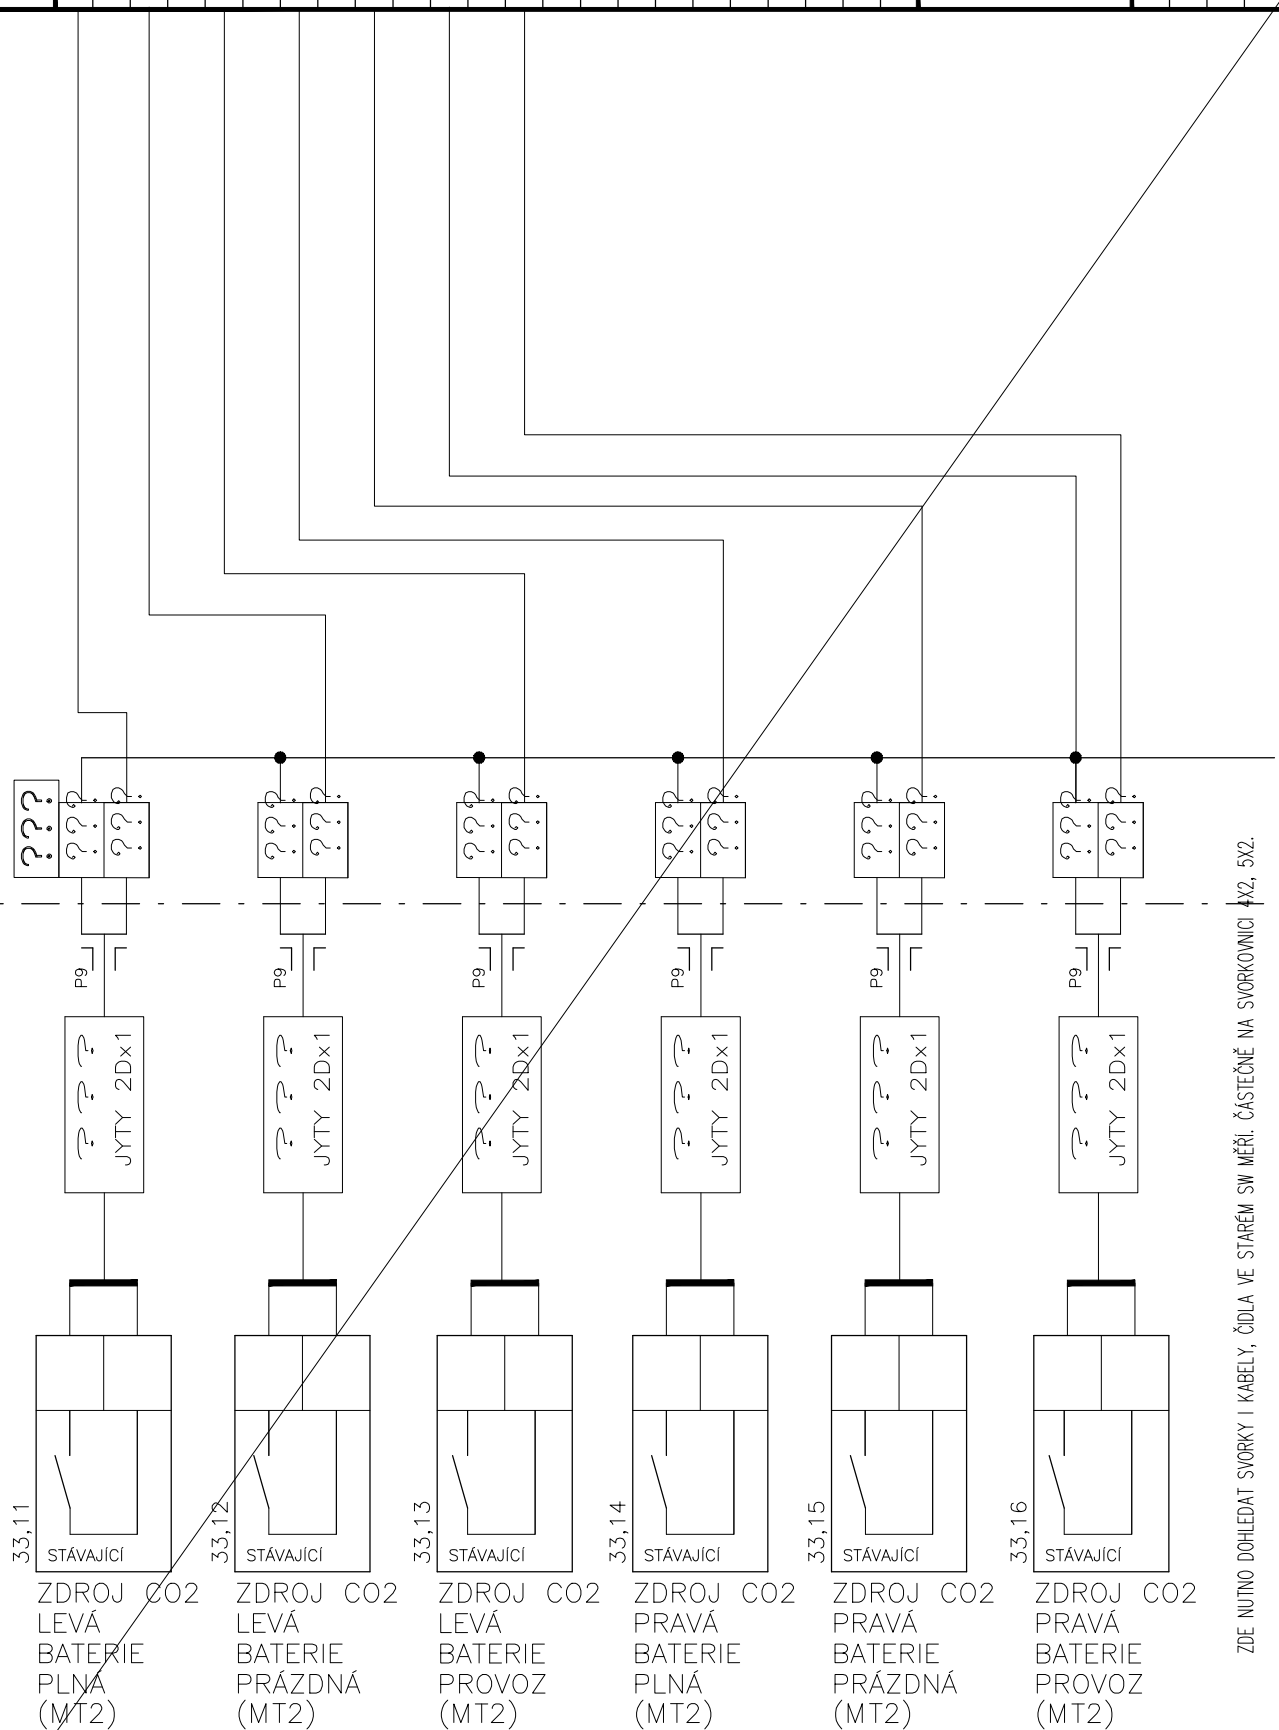 ???
??? ???
??? ???
??? ???
??? ???
??? ???
??? ???
P9
P9
P9
P9
P9
P9
???
JYTY 2Dx1
???
JYTY 2Dx1
???
JYTY 2Dx1
???
JYTY 2Dx1
???
JYTY 2Dx1
???
JYTY 2Dx1
33,11
STÁVAJÍCÍ
ZDROJ CO2
LEVÁ
BATERIE
PLNÁ
(MT2)
33,12
STÁVAJÍCÍ
ZDROJ CO2
LEVÁ
BATERIE
PRÁZDNÁ
(MT2)
33,13
STÁVAJÍCÍ
ZDROJ CO2
LEVÁ
BATERIE
PROVOZ
(MT2)
33,14
STÁVAJÍCÍ
ZDROJ CO2
PRAVÁ
BATERIE
PLNÁ
(MT2)
33,15
STÁVAJÍCÍ
ZDROJ CO2
PRAVÁ
BATERIE
PRÁZDNÁ
(MT2)
33,16
STÁVAJÍCÍ
ZDROJ CO2
PRAVÁ
BATERIE
PROVOZ
(MT2)
ZDE NUTNO DOHLEDAT SVORKY I KABELY, ČIDLA VE STARÉM SW MĚŘÍ. ČÁSTEČNĚ NA SVORKOVNICI 4X2, 5X2.